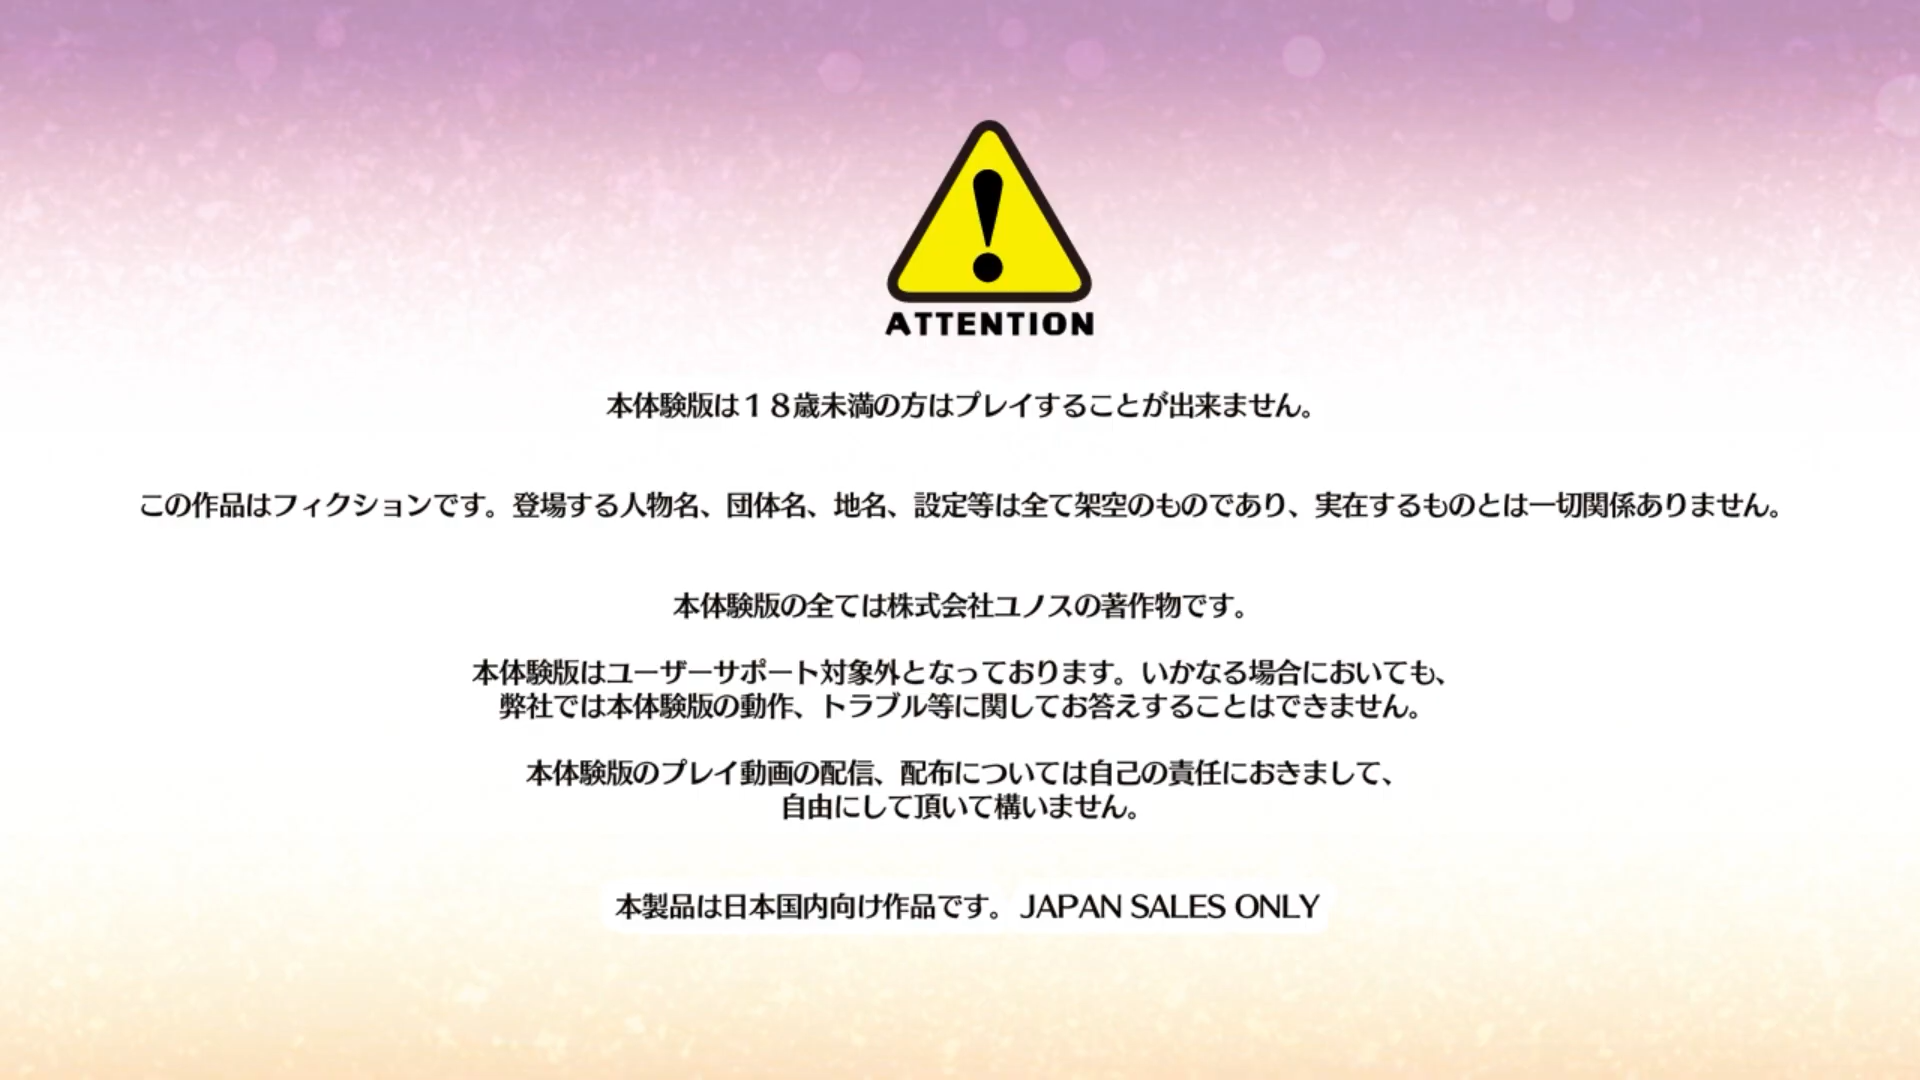 ATTENTION
本体験版は１８歳未満の方はプレイすることが出来ません。
この作品はフィクションです。登場する人物名、団体名、地名、設定等は全て架空のものであり、実在するものとは一切関係ありません。
本体験版の全ては株式会社ユノスの著作物です。
本体験版はユーザーサポート対象外となっております。いかなる場合においても、
弊社では本体験版の動作、トラブル等に関してお答えすることはできません。
本体験版のプレイ動画の配信、配布については自己の責任におきまして、
自由にして頂いて構いません。
本製品は日本国内向け作品です。JAPAN SALES ONLY